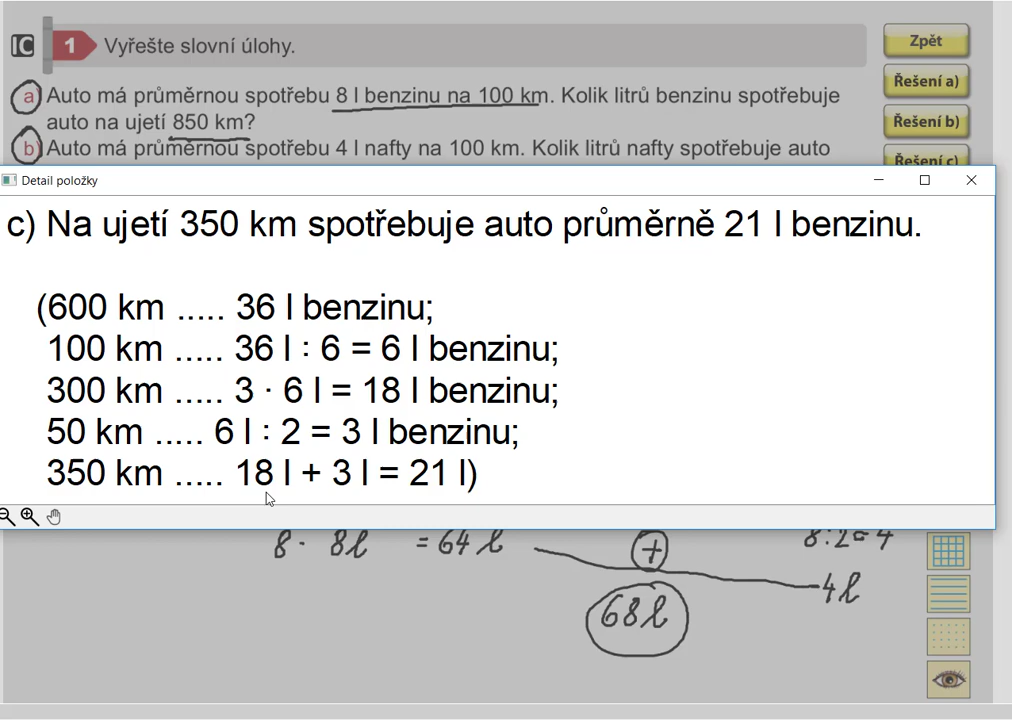 IC 1 Vyřešte slovní úlohy.
Zpět
a) Auto má průměrnou spotřebu 8 l benzinu na 100 km. Kolik litrů benzinu spotřebuje
auto na ujetí 850 km?
b) Auto má průměrnou spotřebu 4 l nafty na 100 km. Kolik litrů nafty spotřebuje auto
Řešení a)
Řešení b)
Řešení c)
Detail položky
c) Na ujetí 350 km spotřebuje auto průměrně 21 l benzinu.
(600 km ..... 36 l benzinu;
100 km ..... 36 l : 6 = 6 l benzinu;
300 km ..... 3 · 6 l = 18 l benzinu;
50 km ..... 6 l : 2 = 3 l benzinu;
350 km ..... 18 l + 3 l = 21 l)
8 · 8l = 64 l + 8:2=4
4l
68l